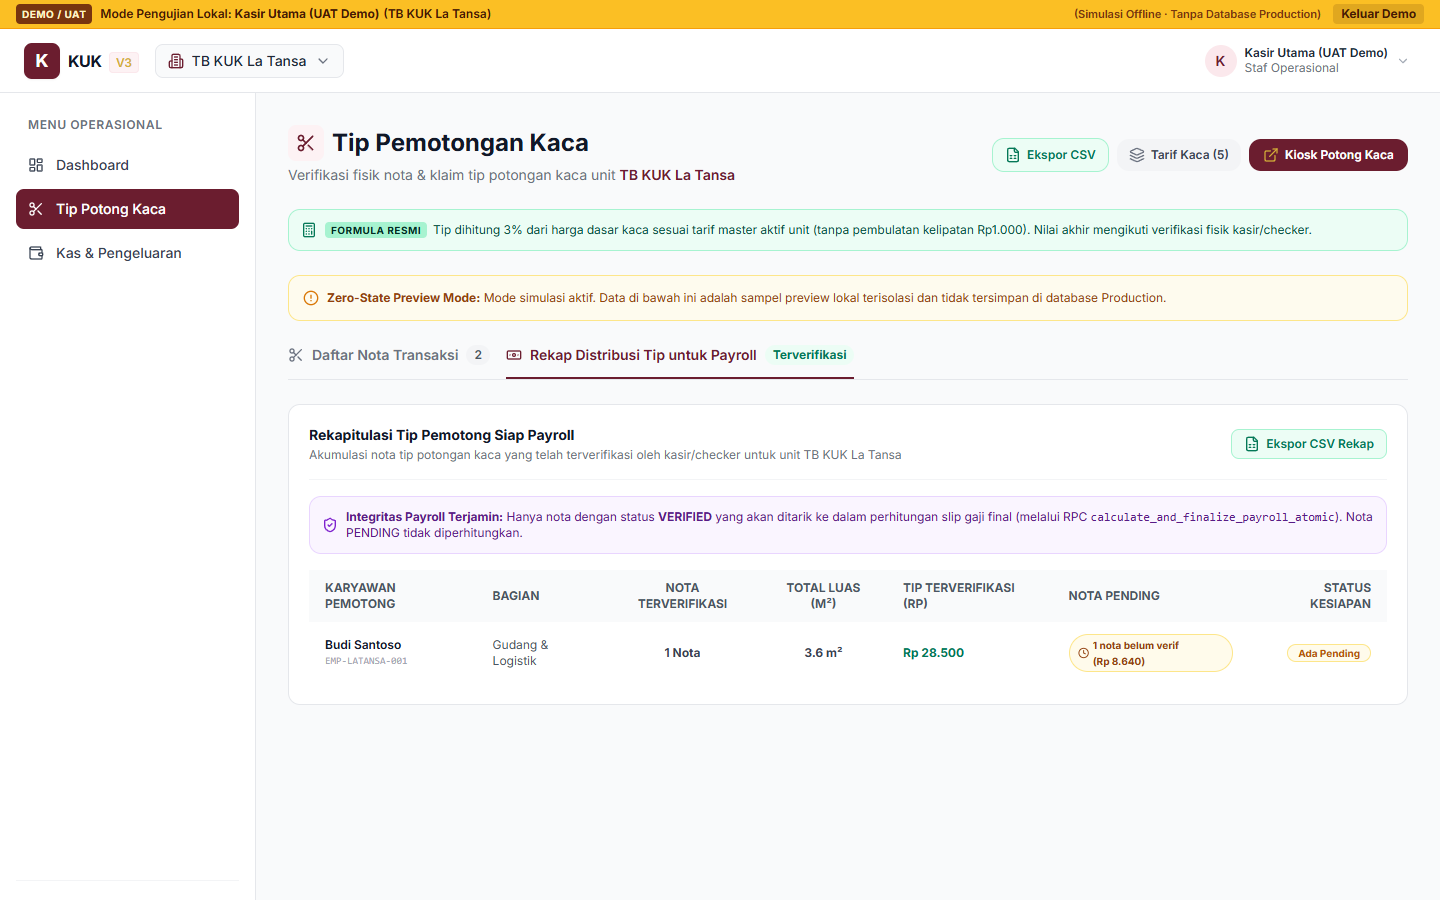 DEMO / UAT Mode Pengujian Lokal: Kasir Utama (UAT Demo) (TB KUK La Tansa) (Simulasi Offline · Tanpa Database Production) Keluar Demo
K KUK V3 TB KUK La Tansa
K Kasir Utama (UAT Demo)
Staf Operasional
MENU OPERASIONAL
Dashboard
Tip Potong Kaca
Kas & Pengeluaran
Tip Pemotongan Kaca
Verifikasi fisik nota & klaim tip potongan kaca unit TB KUK La Tansa
Ekspor CSV Tarif Kaca (5) Kiosk Potong Kaca
FORMULA RESMI Tip dihitung 3% dari harga dasar kaca sesuai tarif master aktif unit (tanpa pembulatan kelipatan Rp1.000). Nilai akhir mengikuti verifikasi fisik kasir/checker.
Zero-State Preview Mode: Mode simulasi aktif. Data di bawah ini adalah sampel preview lokal terisolasi dan tidak tersimpan di database Production.
Daftar Nota Transaksi 2 Rekap Distribusi Tip untuk Payroll Terverifikasi
Rekapitulasi Tip Pemotong Siap Payroll
Akumulasi nota tip potongan kaca yang telah terverifikasi oleh kasir/checker untuk unit TB KUK La Tansa
Ekspor CSV Rekap
Integritas Payroll Terjamin: Hanya nota dengan status VERIFIED yang akan ditarik ke dalam perhitungan slip gaji final (melalui RPC calculate_and_finalize_payroll_atomic). Nota
PENDING tidak diperhitungkan.
KARYAWAN
PEMOTONG
BAGIAN
NOTA
TERVERIFIKASI
TOTAL LUAS
(M²)
TIP TERVERIFIKASI
(RP)
NOTA PENDING
STATUS
KESIAPAN
Budi Santoso
EMP-LATANSA-001
Gudang &
Logistik
1 Nota
3.6 m²
Rp 28.500
1 nota belum verif
(Rp 8.640)
Ada Pending